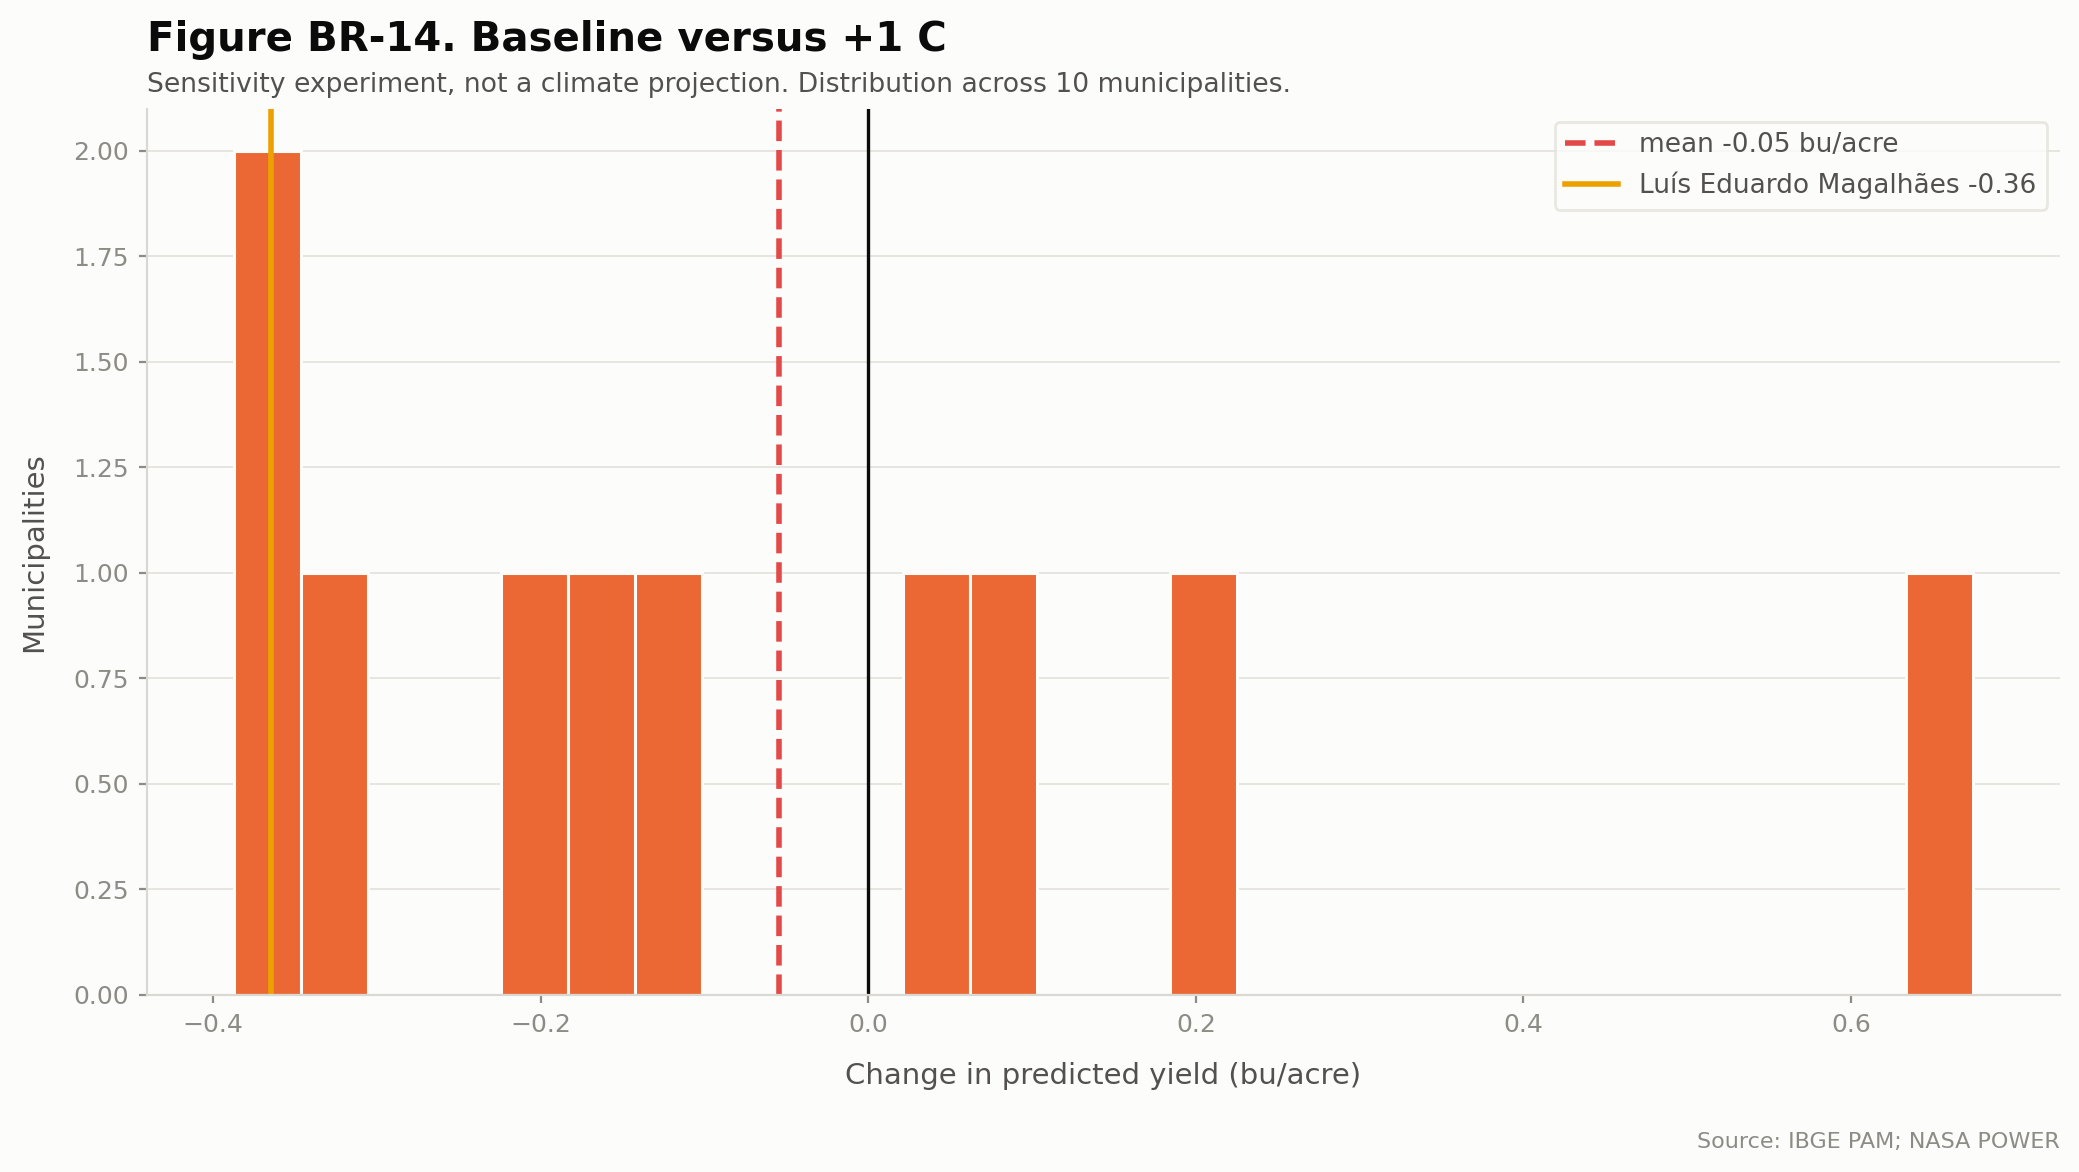 Figure BR-14. Baseline versus +1 C
Sensitivity experiment, not a climate projection. Distribution across 10 municipalities.
mean -0.05 bu/acre
Luís Eduardo Magalhães -0.36
Municipalities
2.00
1.75
1.50
1.25
1.00
0.75
0.50
0.25
0.00
−0.4 −0.2 0.0 0.2 0.4 0.6
Change in predicted yield (bu/acre)
Source: IBGE PAM; NASA POWER